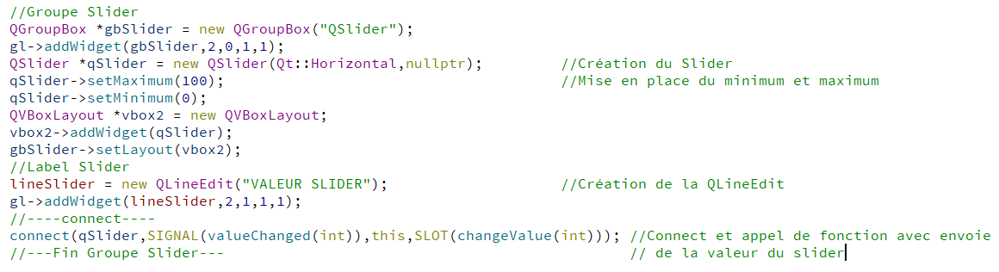 //Groupe Slider
QGroupBox *gbSlider = new QGroupBox("QSlider");
gl->addWidget(gbSlider,2,0,1,1);
QSlider *qSlider = new QSlider(Qt::Horizontal,nullptr);         //Création du Slider
qSlider->setMaximum(100);                                       //Mise en place du minimum et maximum
qSlider->setMinimum(0);
QVBoxLayout *vbox2 = new QVBoxLayout;
vbox2->addWidget(qSlider);
gbSlider->setLayout(vbox2);
//Label Slider
lineSlider = new QLineEdit("VALEUR SLIDER");                    //Création de la QLineEdit
gl->addWidget(lineSlider,2,1,1,1);
//----connect----
connect(qSlider,SIGNAL(valueChanged(int)),this,SLOT(changeValue(int))); //Connect et appel de fonction avec envoie
//---Fin Groupe Slider---                                               // de la valeur du slider